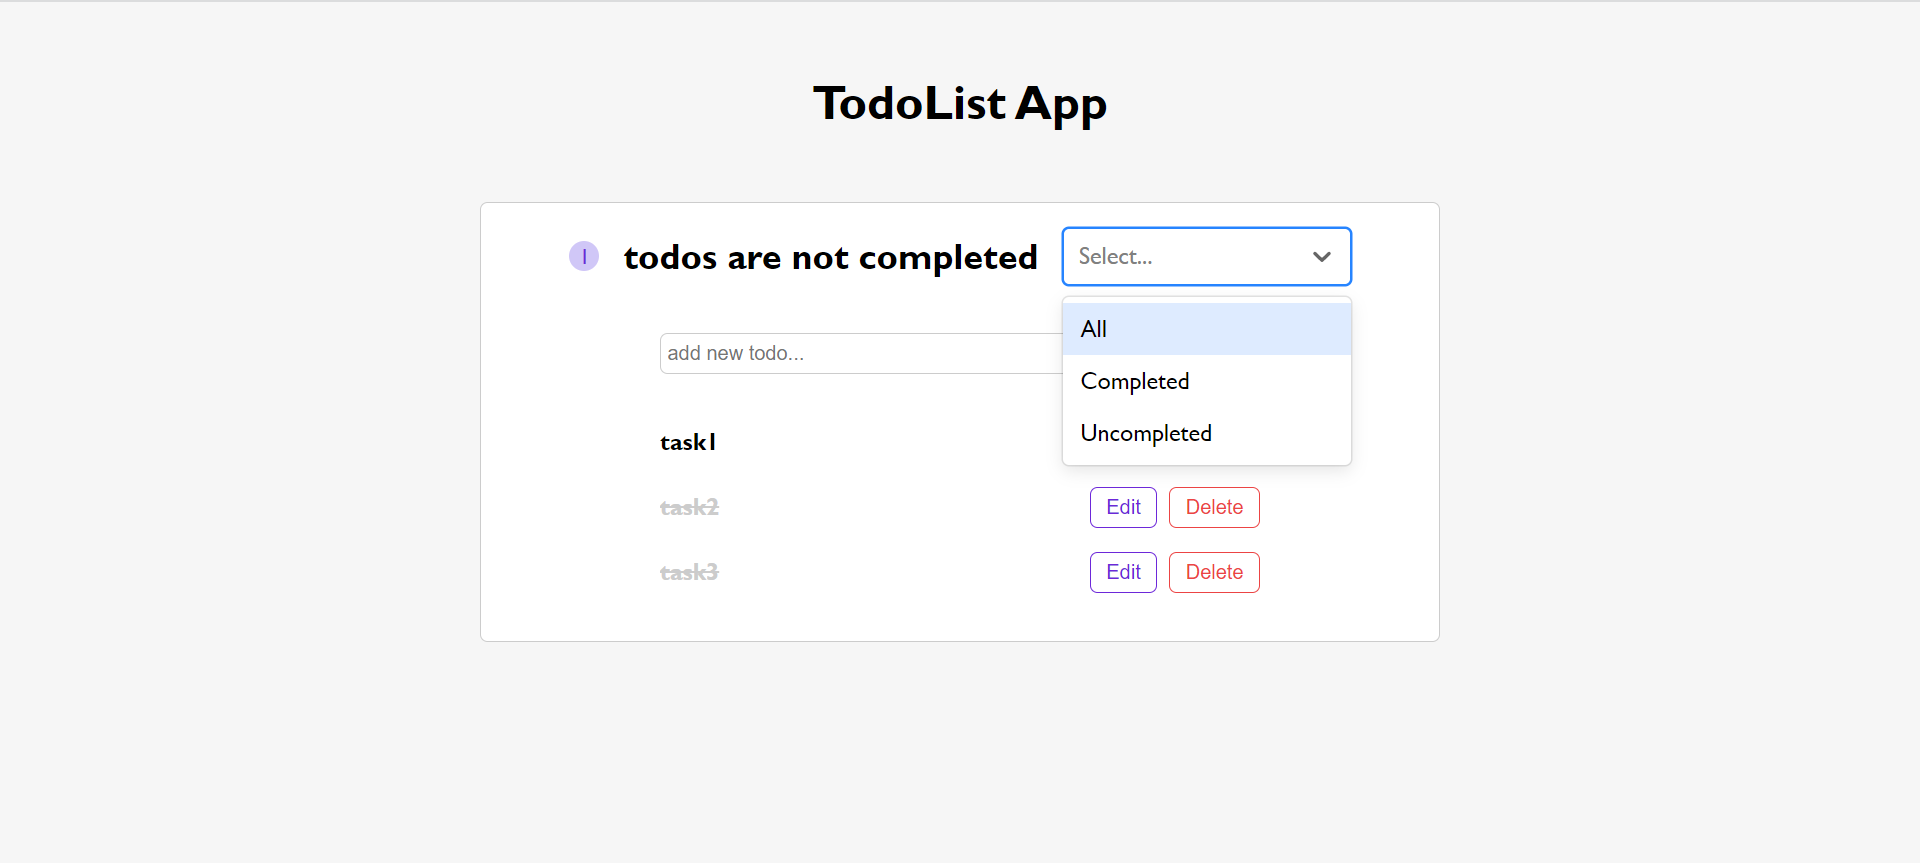 TodoList App
1 todos are not completed
Select...
All
add new todo...
Completed
Uncompleted
task1
task2 Edit Delete
task3 Edit Delete